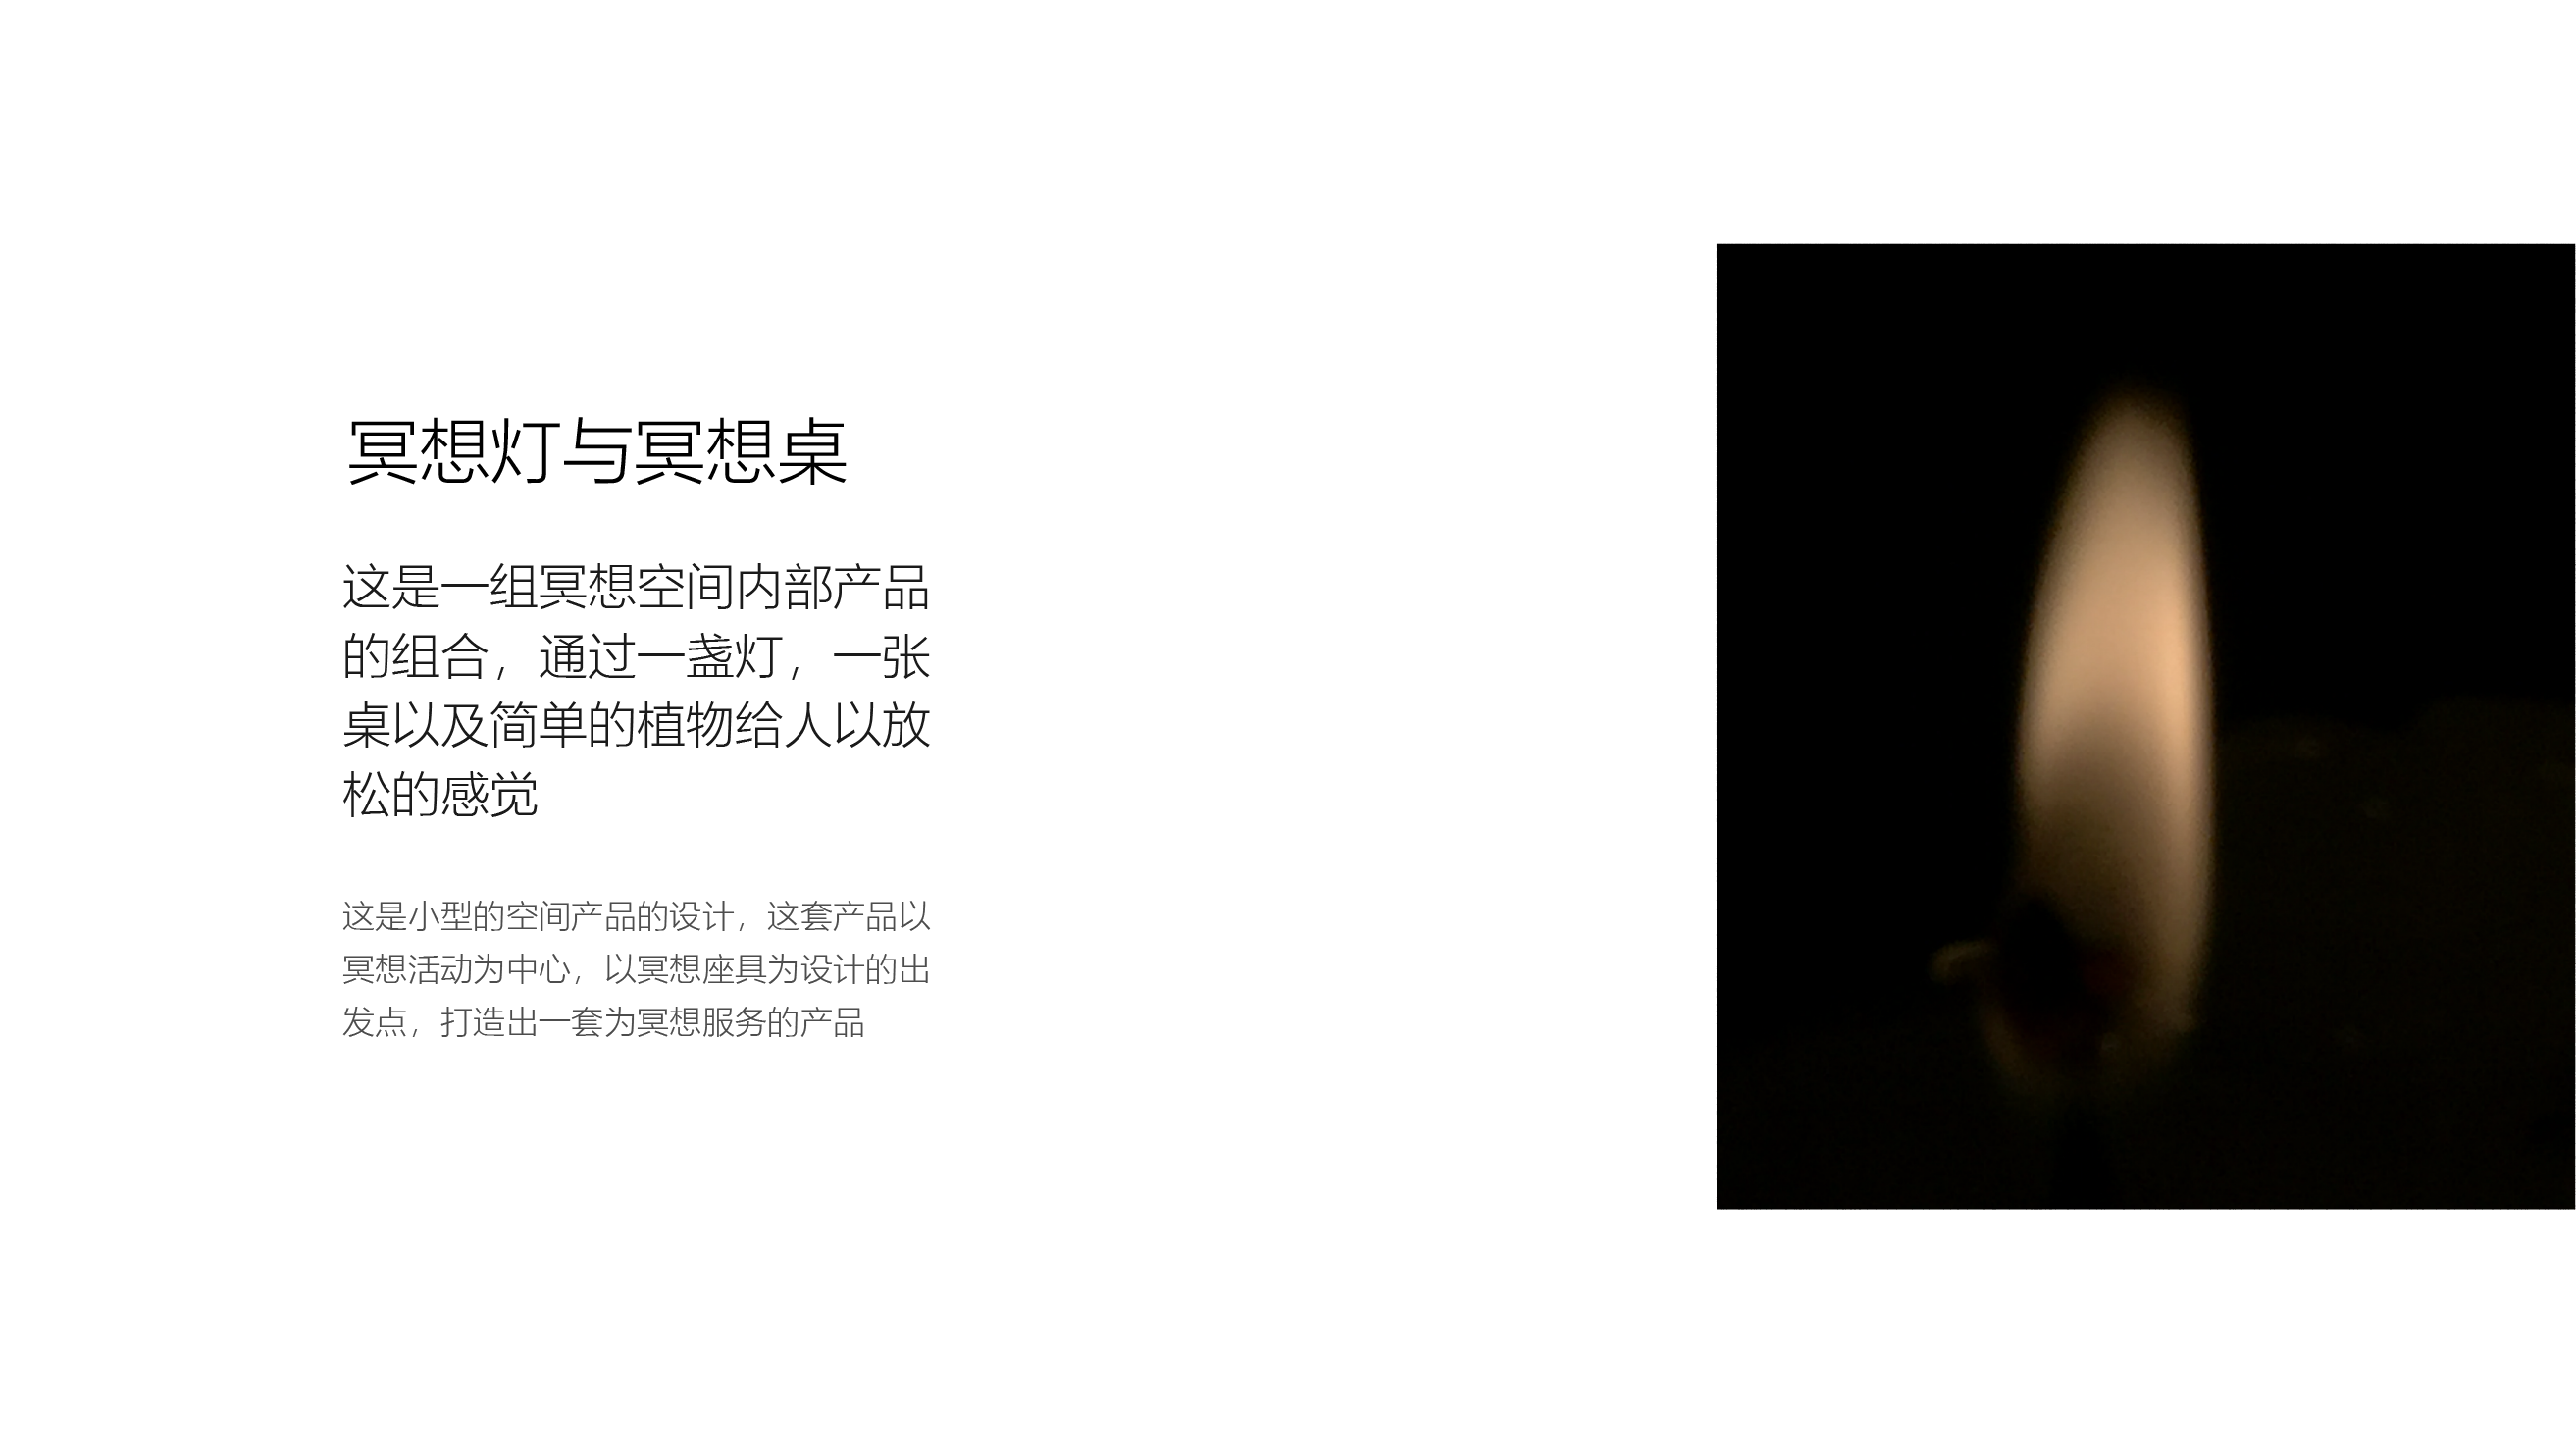 冥想灯与冥想桌
这是一组冥想空间内部产品
的组合，通过一盏灯，一张
桌以及简单的植物给人以放
松的感觉
这是小型的空间产品的设计，这套产品以
冥想活动为中心，以冥想座具为设计的出
发点，打造出一套为冥想服务的产品